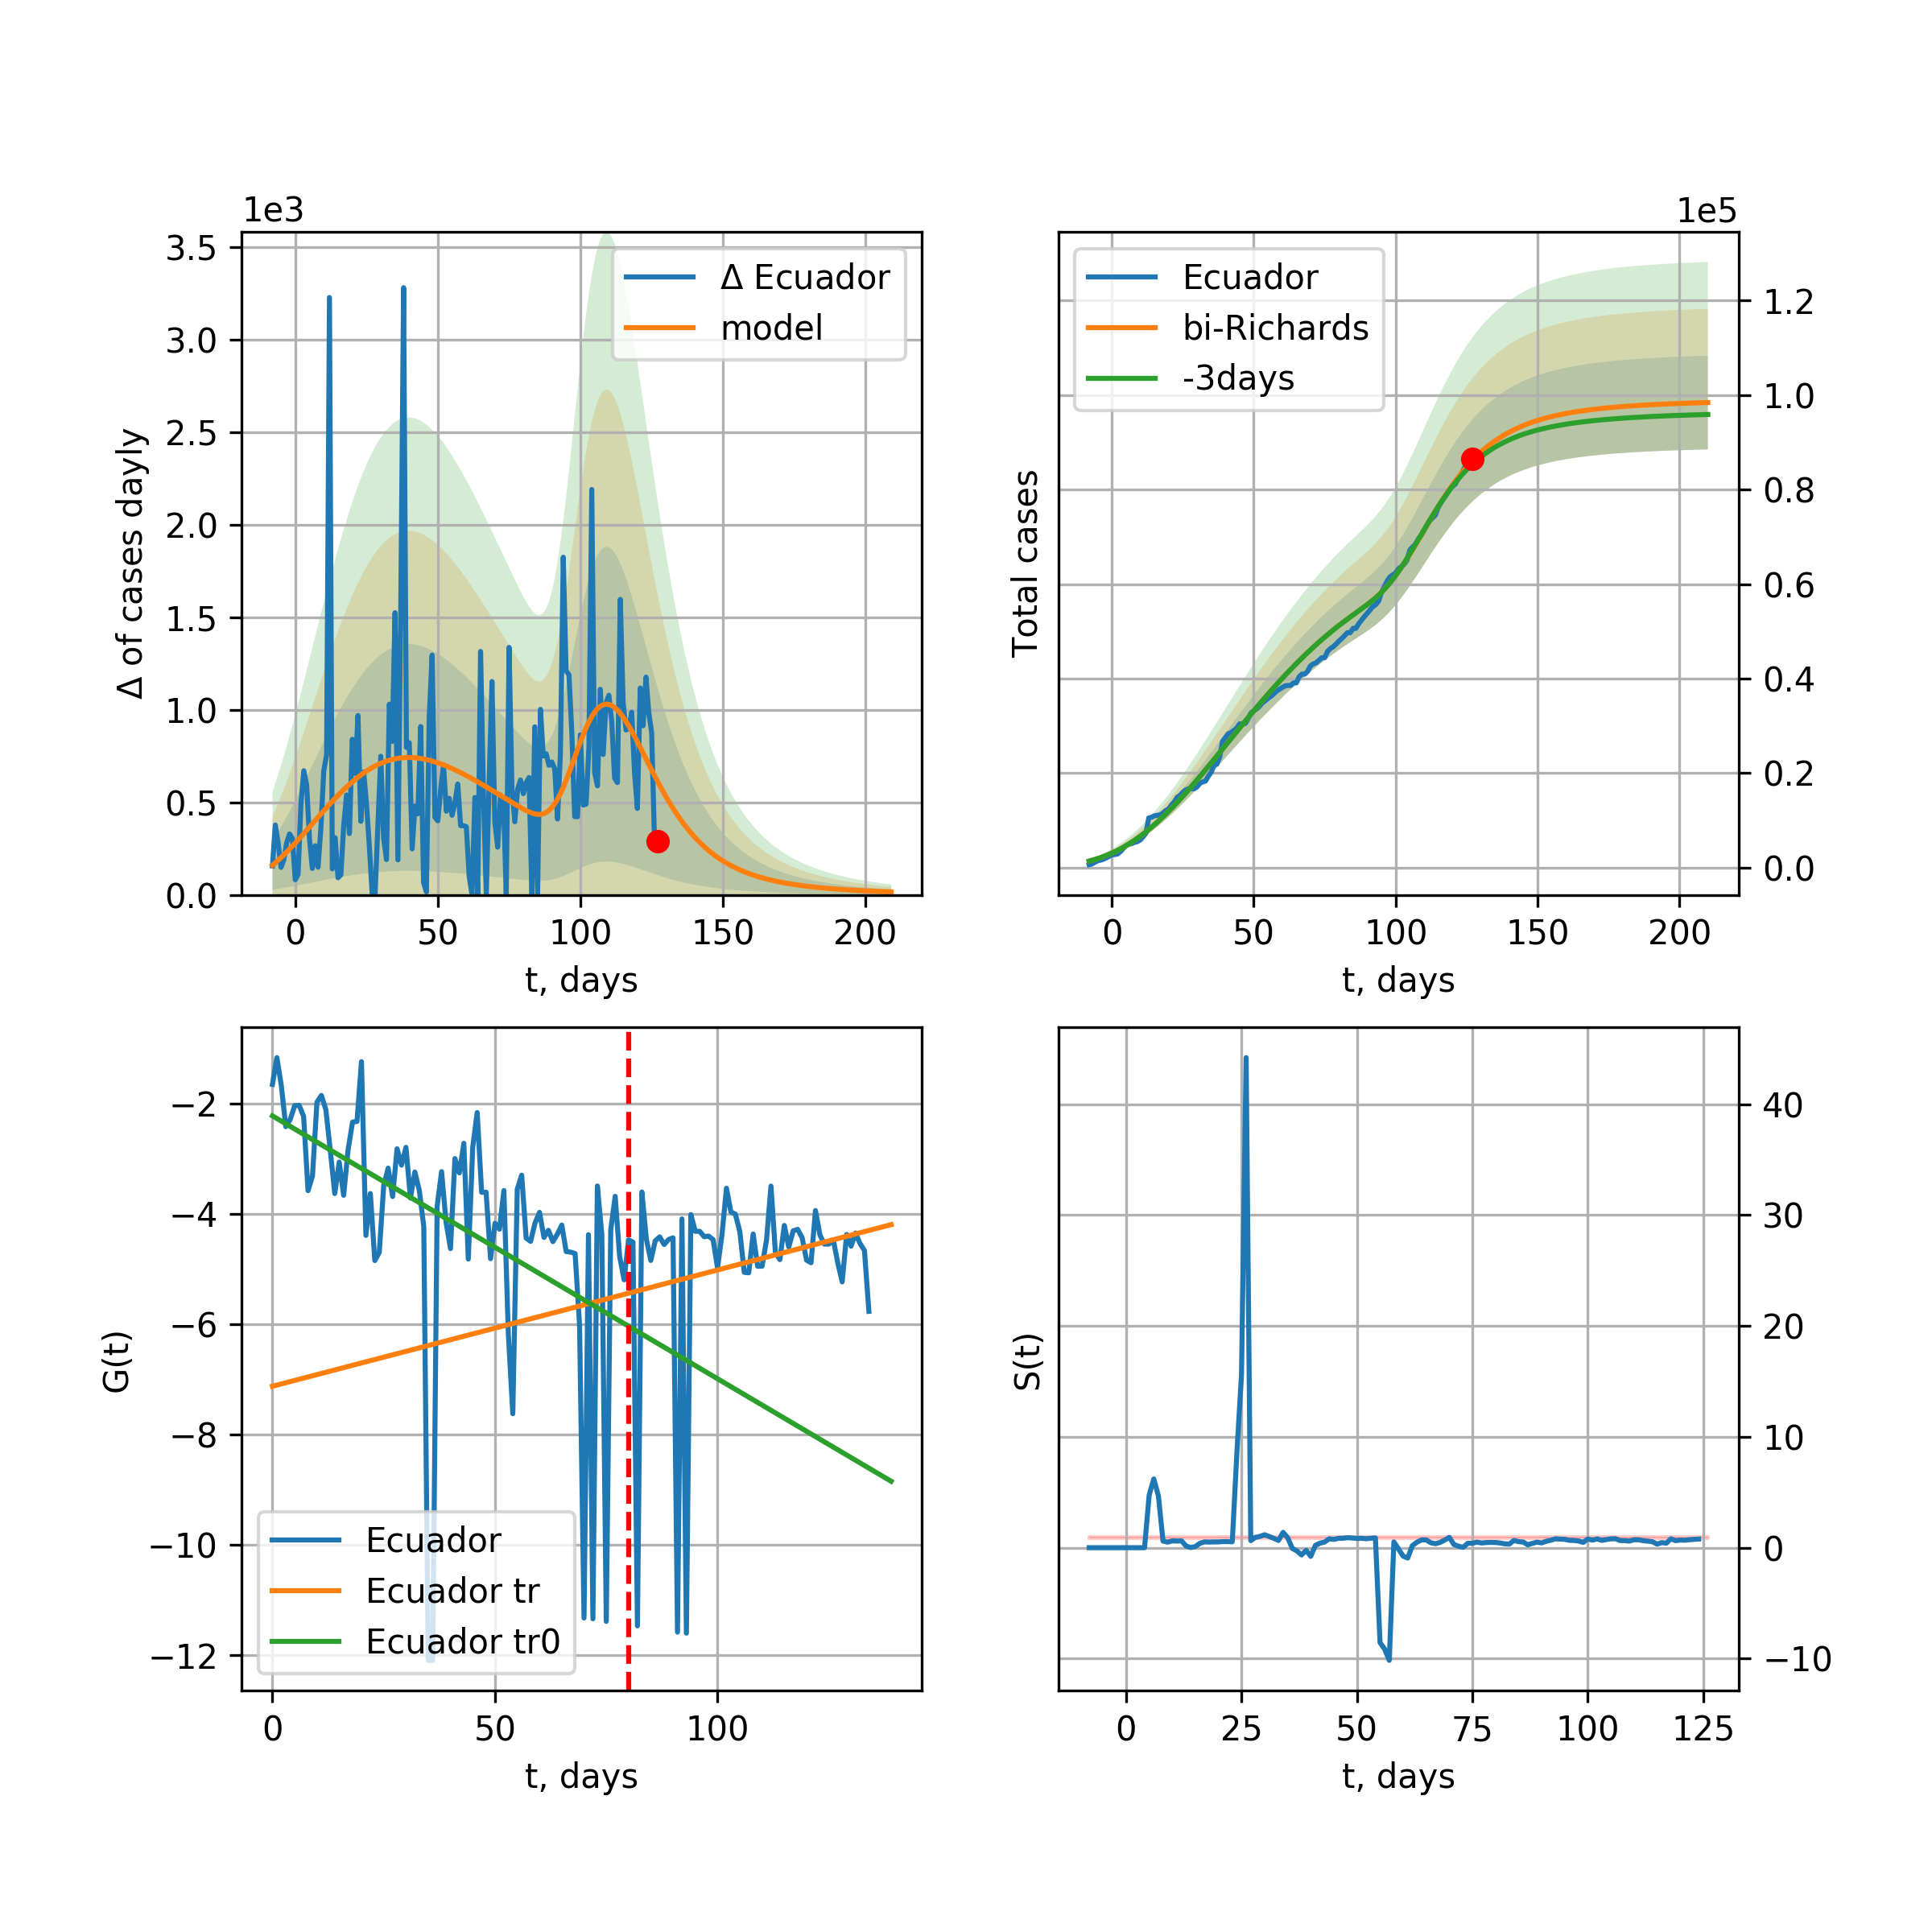 1e3
3.5
3.0
2.5
2.0
1.5
1.0
0.5
0.0
Δ of cases dayly
Δ Ecuador
model
0 50 100 150 200
t, days
1e5
Total cases
Ecuador
bi-Richards
-3days
1.2
1.0
0.8
0.6
0.4
0.2
0.0
0 50 100 150 200
t, days
G(t)
−2
−4
−6
−8
−10
−12
Ecuador
Ecuador tr
Ecuador tr0
0 50 100
t, days
S(t)
40
30
20
10
0
−10
0 25 50 75 100 125
t, days